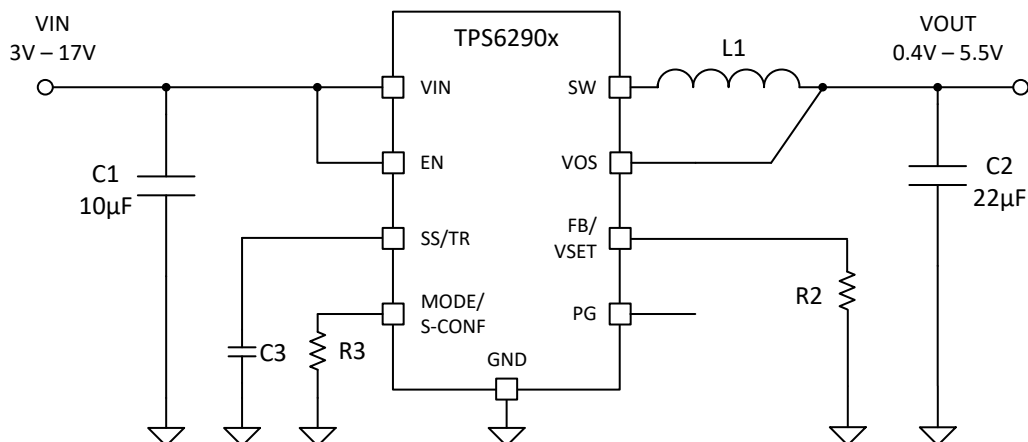 VIN
3V – 17V
TPS6290x
L1
VOUT
0.4V – 5.5V
VIN
SW
EN
VOS
C1
10µF
C2
22µF
SS/TR
FB/
VSET
MODE/
S-CONF
PG
R2
C3
R3
GND